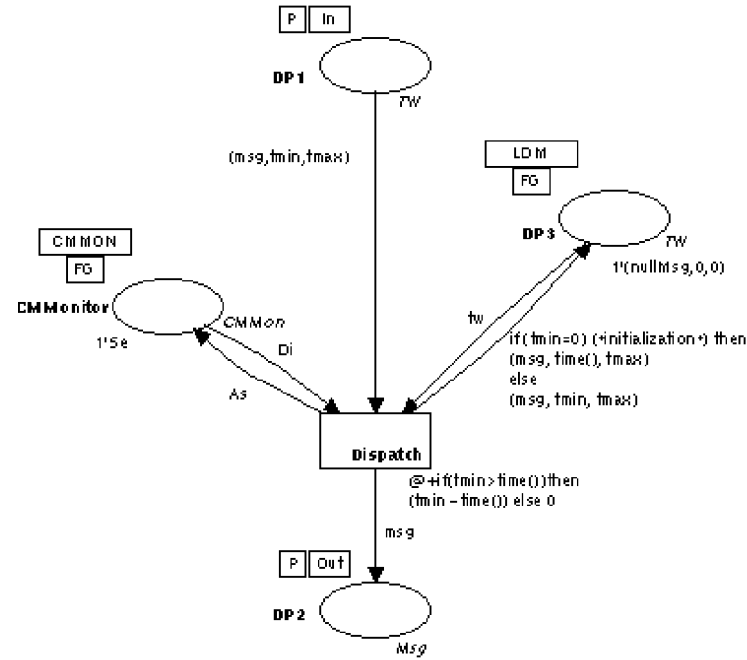 P In
DP1
TW
(msg,tmin,tmax)
LDM
FG
DP3
TW
1'(nullMsg,0,0)
CMMON
FG
CMMonitor
CMMon
1'Se
Di
As
tw
if(tmin=0) (*initialization*) then
(msg, time(), tmax)
else
(msg, tmin, tmax)
Dispatch
@+if(tmin>time())then
(tmin - time()) else 0
msg
P Out
DP2
Msg